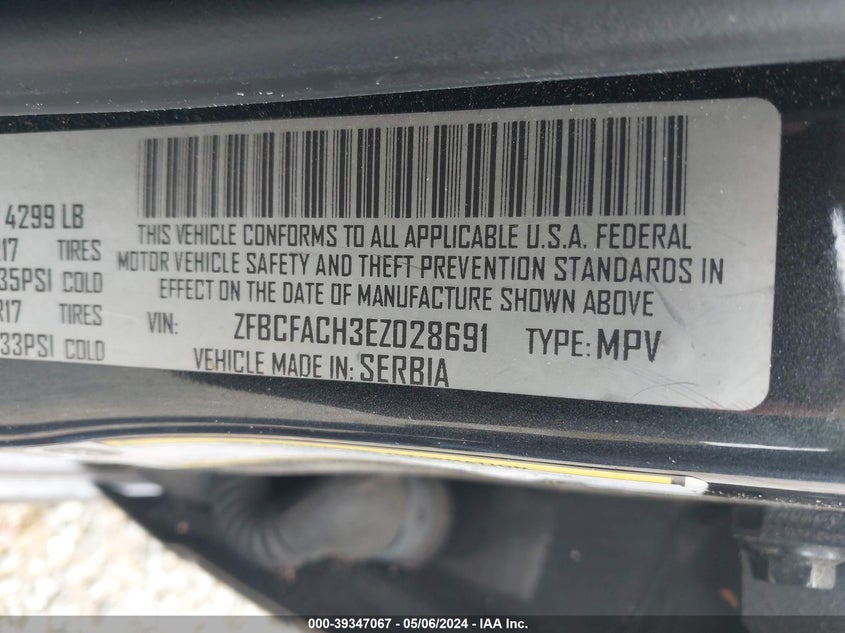 4299 LB
R17 TIRES
35PSI COLD
R17 TIRES
33PSI COLD
THIS VEHICLE CONFORMS TO ALL APPLICABLE U.S.A. FEDERAL
MOTOR VEHICLE SAFETY AND THEFT PREVENTION STANDARDS IN
EFFECT ON THE DATE OF MANUFACTURE SHOWN ABOVE
VIN: ZFBCFACH3EZ028691 TYPE: MPV
VEHICLE MADE IN: SERBIA
000-39347067 - 05/06/2024 - IAA Inc.